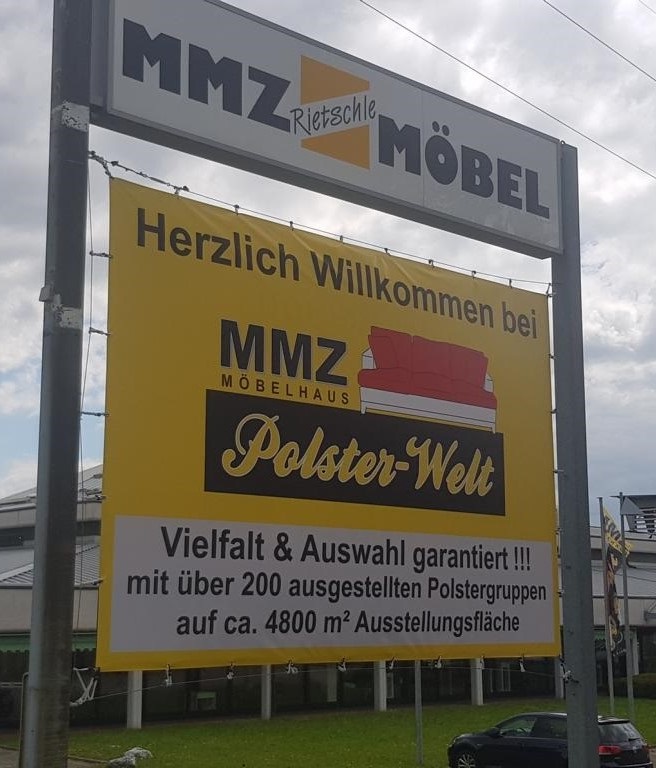 MMZ Rietschle MÖBEL
Herzlich Willkommen bei
MMZ
MÖBELHAUS
Polster-Welt
Vielfalt & Auswahl garantiert !!!
mit über 200 ausgestellten Polstergruppen
auf ca. 4800 m² Ausstellungsfläche